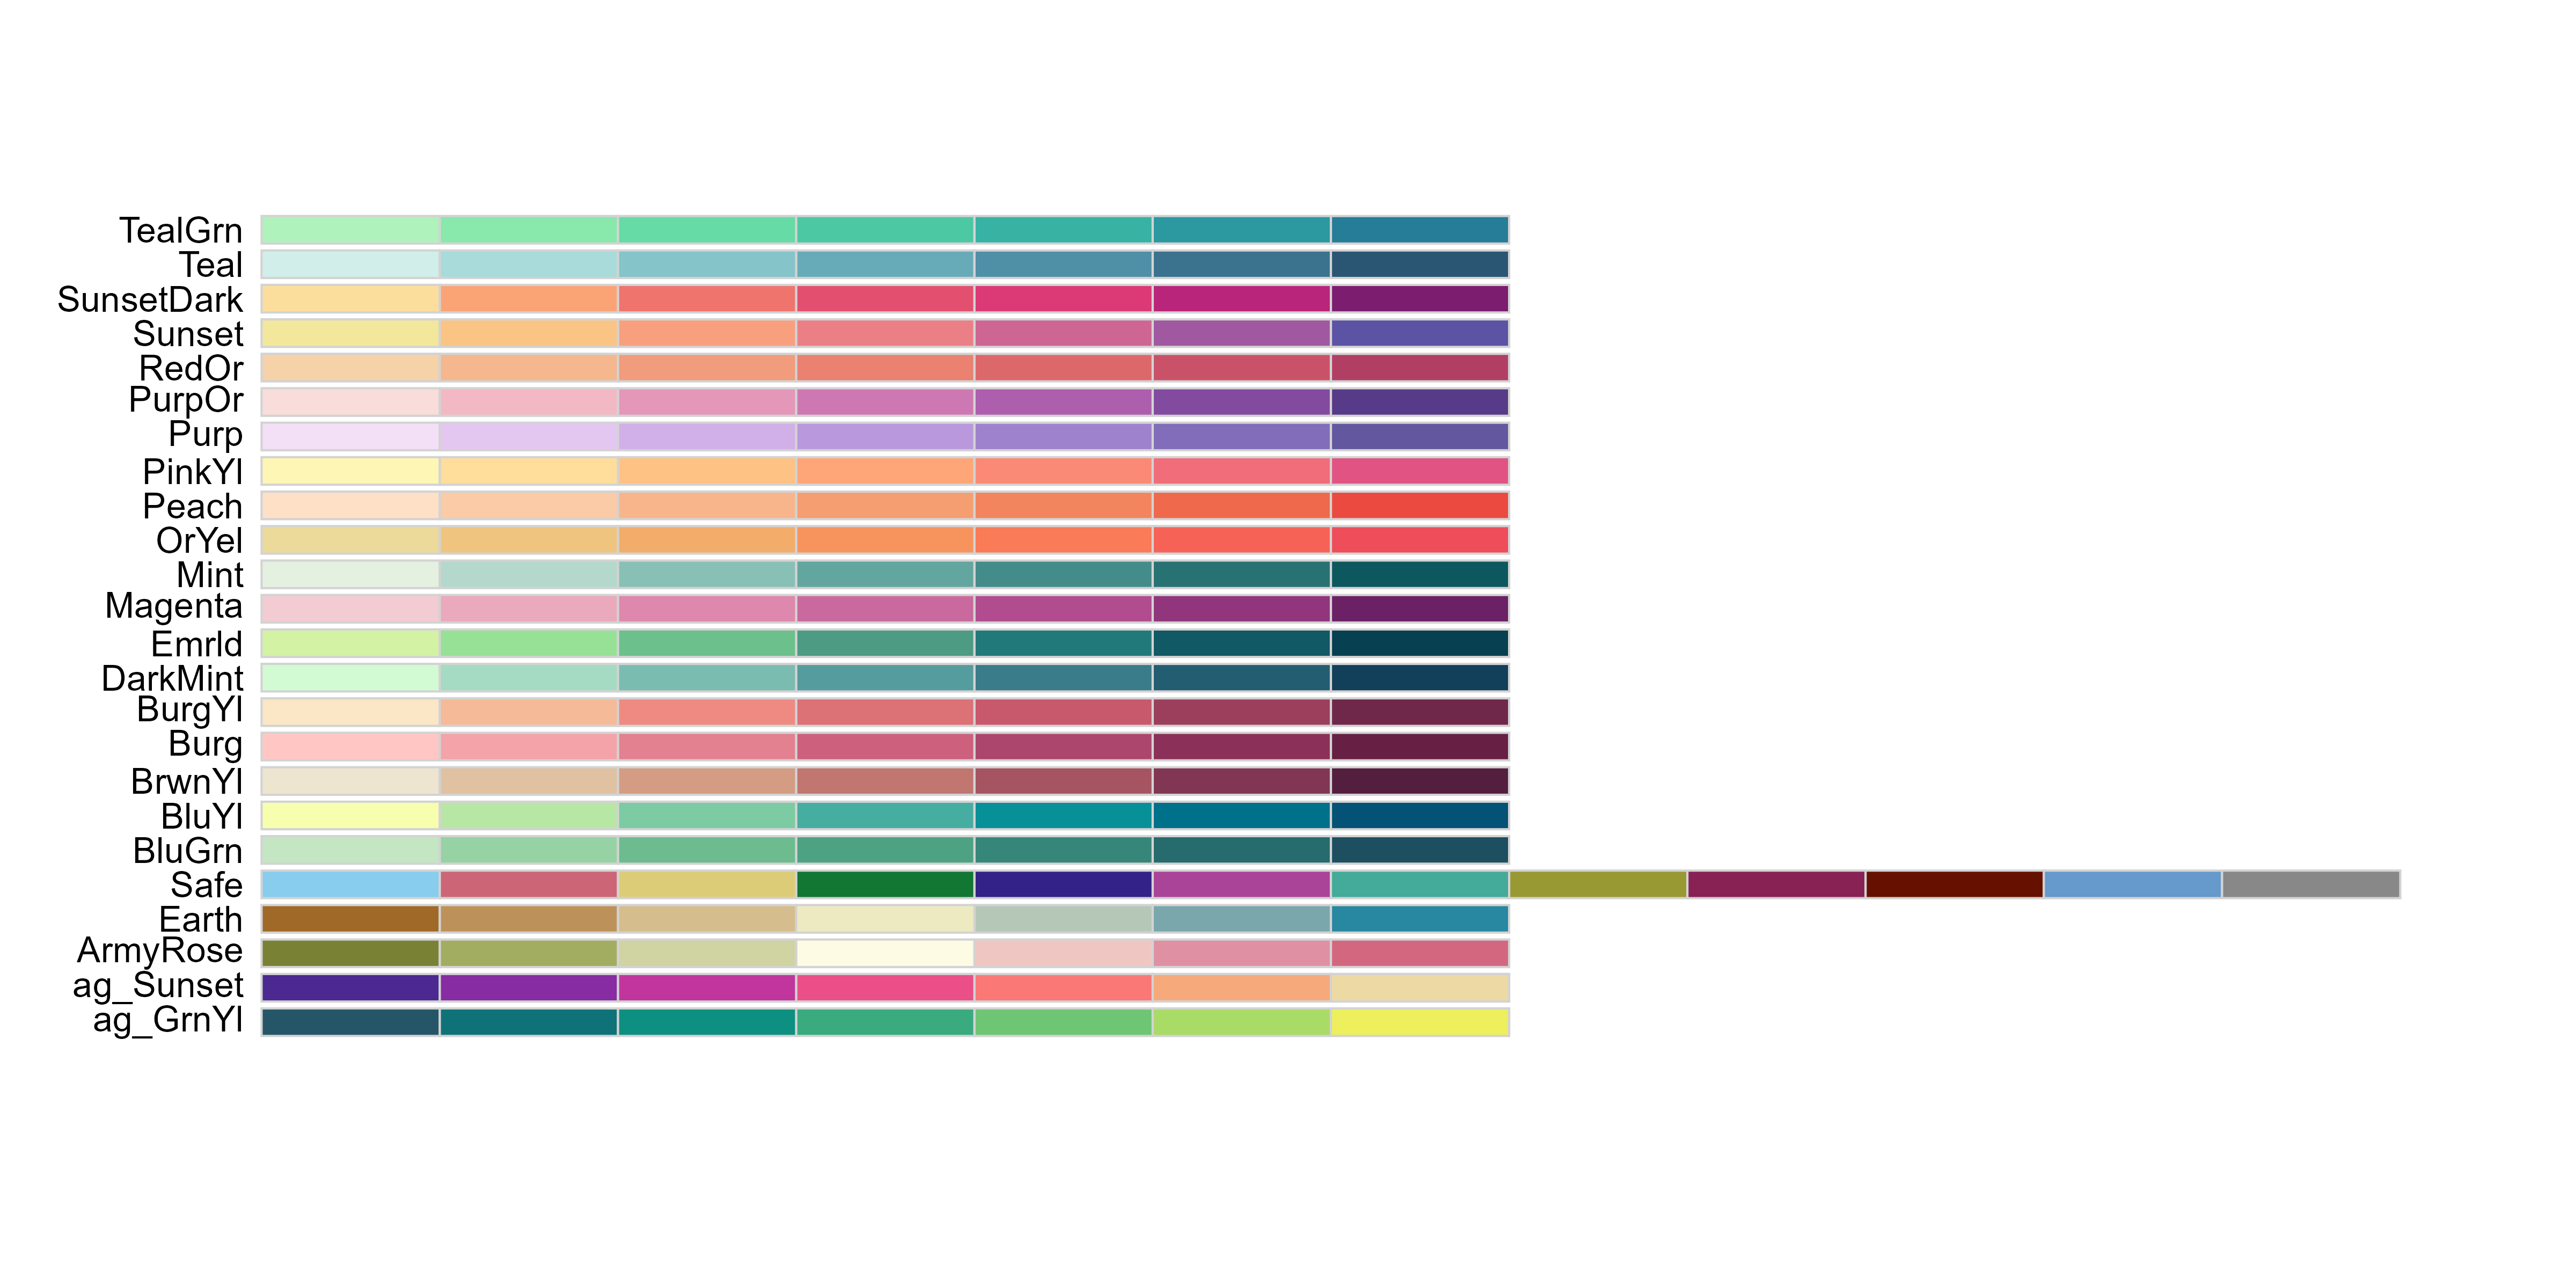 TealGrn
Teal
SunsetDark
Sunset
RedOr
PurpOr
Purp
PinkYl
Peach
OrYel
Mint
Magenta
Emrld
DarkMint
BurgYl
Burg
BrwnYl
BluYl
BluGrn
Safe
Earth
ArmyRose
ag_Sunset
ag_GrnYl